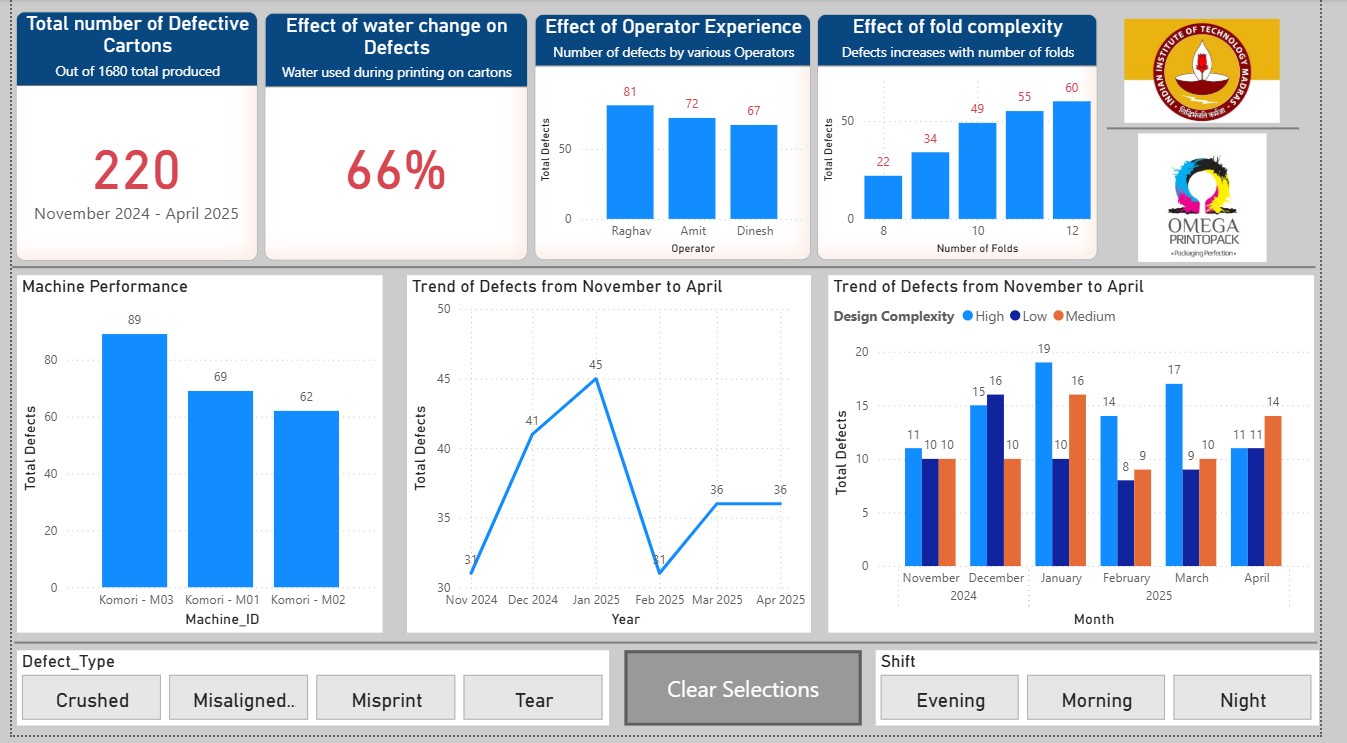 Total number of Defective
Cartons
Out of 1680 total produced
220
November 2024 - April 2025
Effect of water change on
Defects
Water used during printing on cartons
66%
Effect of Operator Experience
Number of defects by various Operators
Total Defects
50
0
81
72
67
Raghav
Amit
Dinesh
Operator
Effect of fold complexity
Defects increases with number of folds
Total Defects
50
0
22
34
49
55
60
8
10
12
Number of Folds
INDIAN INSTITUTE OF TECHNOLOGY MADRAS
सिद्धिर्भवति कर्मजा
OMEGA
PRINTOPACK
•Packaging Perfection•
Machine Performance
Total Defects
80
60
40
20
0
89
69
62
Komori - M03
Komori - M01
Komori - M02
Machine_ID
Trend of Defects from November to April
Total Defects
50
45
40
35
30
31
41
45
31
36
36
Nov 2024
Dec 2024
Jan 2025
Feb 2025
Mar 2025
Apr 2025
Year
Trend of Defects from November to April
Design Complexity High Low Medium
Total Defects
20
15
10
5
0
11
10
10
15
16
10
19
10
16
14
8
9
17
9
10
11
11
14
November
December
January
February
March
April
2024
2025
Month
Defect_Type
Crushed
Misaligned..
Misprint
Tear
Clear Selections
Shift
Evening
Morning
Night